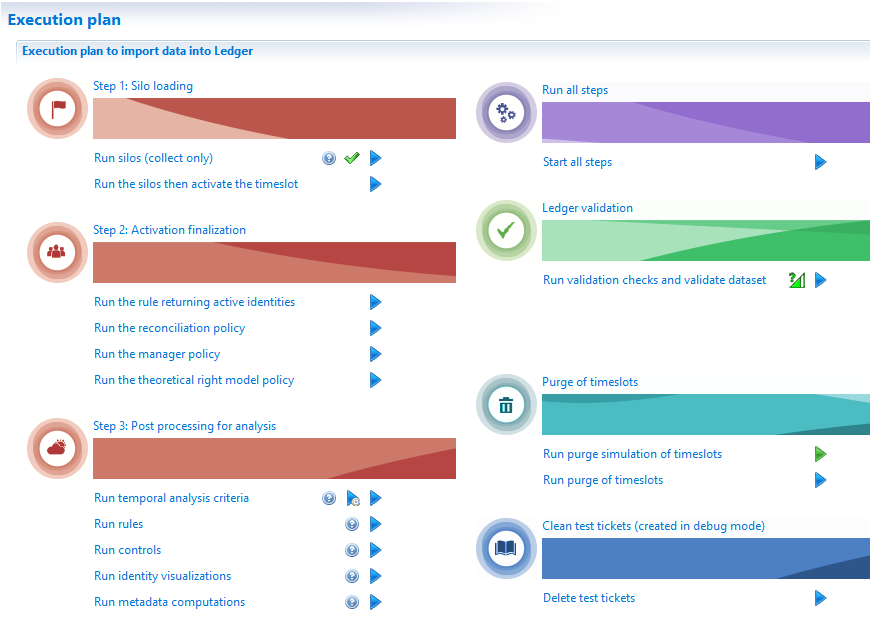 Execution plan
Execution plan to import data into Ledger
Step 1: Silo loading
Run silos (collect only)
Run the silos then activate the timeslot
Step 2: Activation finalization
Run the rule returning active identities
Run the reconciliation policy
Run the manager policy
Run the theoretical right model policy
Step 3: Post processing for analysis
Run temporal analysis criteria
Run rules
Run controls
Run identity visualizations
Run metadata computations
Run all steps
Start all steps
Ledger validation
Run validation checks and validate dataset
Purge of timeslots
Run purge simulation of timeslots
Run purge of timeslots
Clean test tickets (created in debug mode)
Delete test tickets